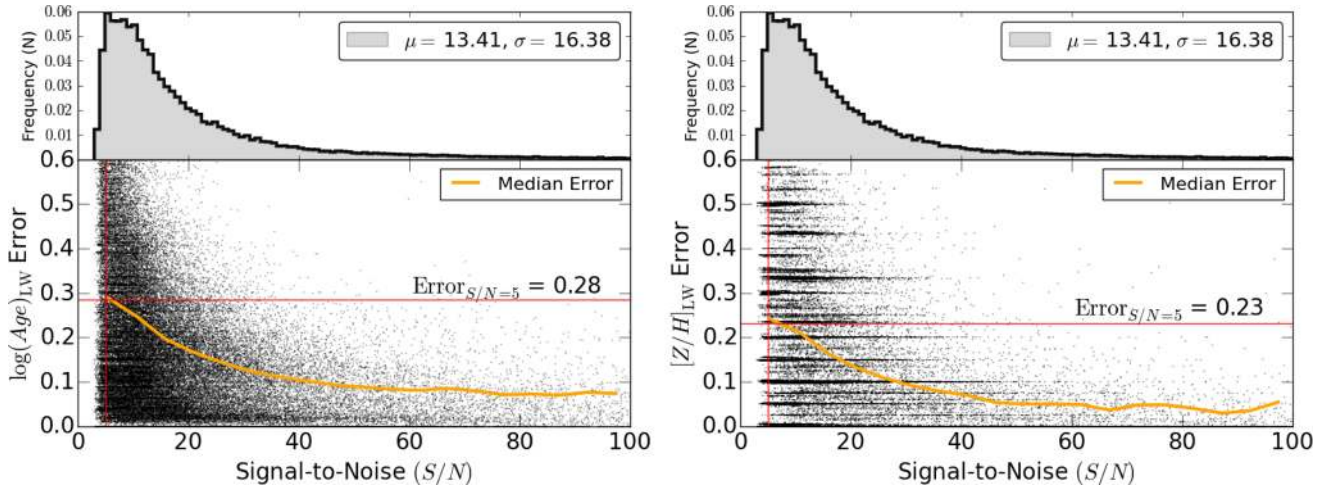 Frequency (N)
0.06
0.05
0.04
0.03
0.02
0.01
μ = 13.41, σ = 16.38
log(Age)LW Error
0.6
0.5
0.4
0.3
0.2
0.1
0.0
Median Error
ErrorS/N=5 = 0.28
0 20 40 60 80 100
Signal-to-Noise (S/N)
Frequency (N)
0.06
0.05
0.04
0.03
0.02
0.01
μ = 13.41, σ = 16.38
[Z/H]LW Error
0.6
0.5
0.4
0.3
0.2
0.1
0.0
Median Error
ErrorS/N=5 = 0.23
0 20 40 60 80 100
Signal-to-Noise (S/N)